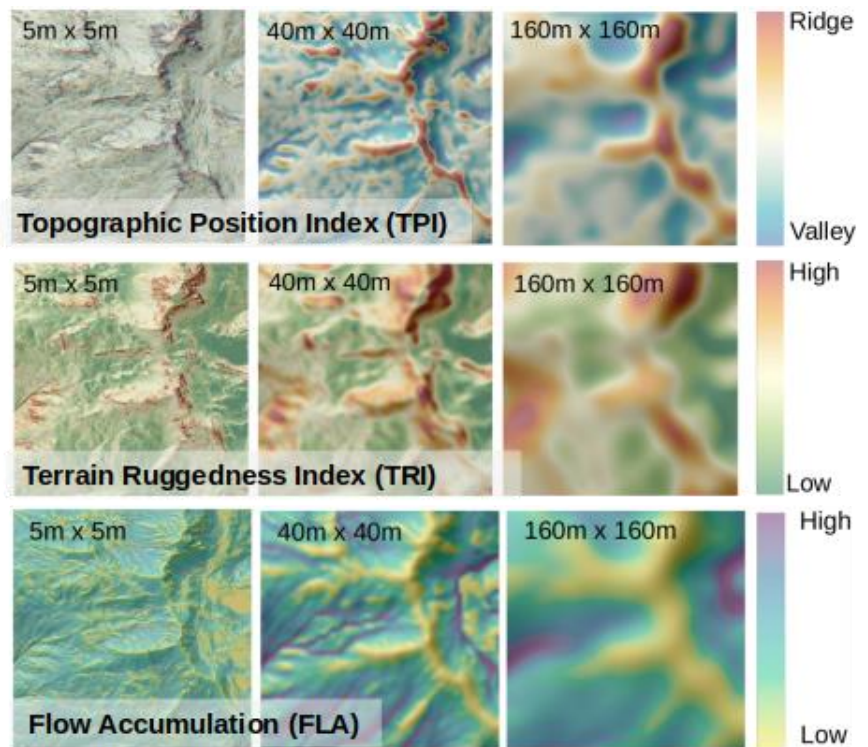 5m x 5m
40m x 40m
160m x 160m
Ridge
Valley
Topographic Position Index (TPI)
5m x 5m
40m x 40m
160m x 160m
High
Low
Terrain Ruggedness Index (TRI)
5m x 5m
40m x 40m
160m x 160m
High
Low
Flow Accumulation (FLA)